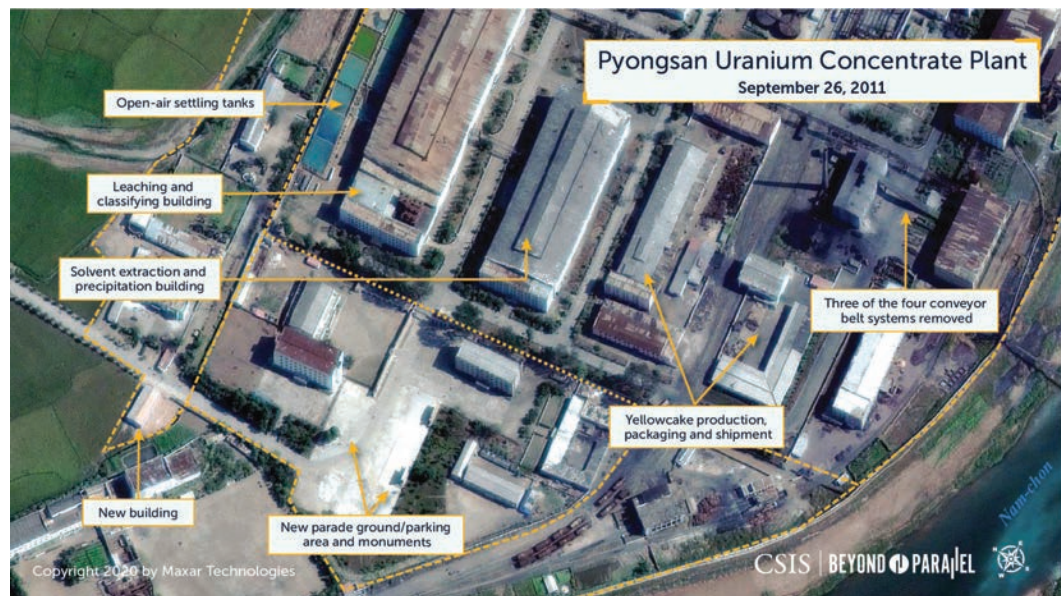 Pyongsan Uranium Concentrate Plant
September 26, 2011
Open-air settling tanks
Leaching and
classifying building
Solvent extraction and
precipitation building
Three of the four conveyor
belt systems removed
Yellowcake production,
packaging and shipment
New building
New parade ground/parking
area and monuments
Nam-chon
Copyright 2020 by Maxar Technologies
CSIS | BEYOND PARALLEL